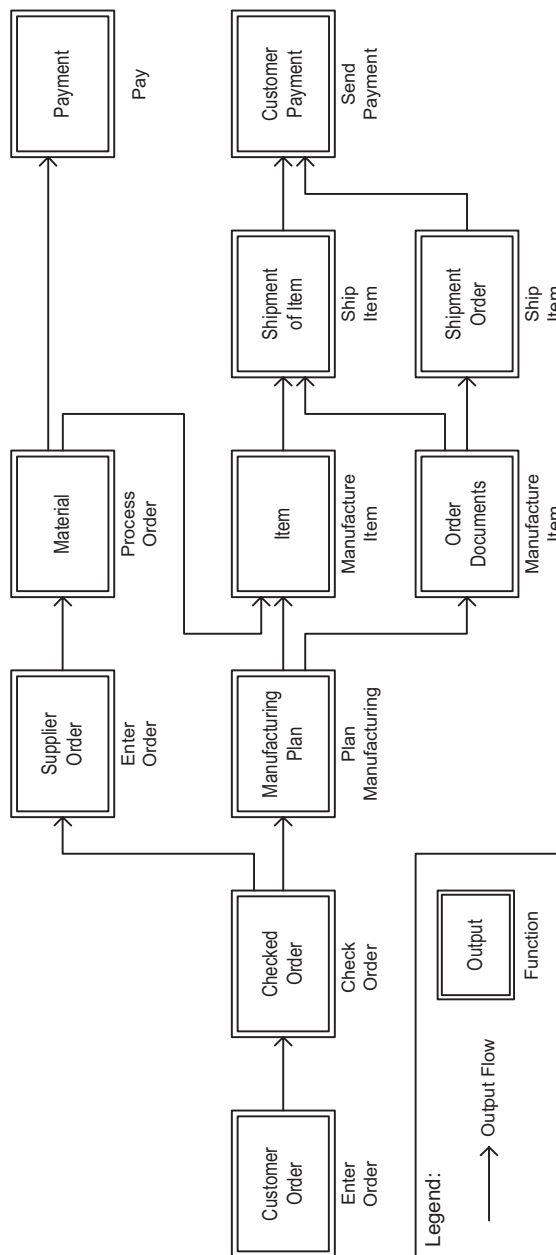 Payment
Pay
Supplier
Order
Enter
Order
Material
Process
Order
Customer
Order
Enter
Order
Checked
Order
Check
Order
Manufacturing
Plan
Plan
Manufacturing
Item
Manufacture
Item
Shipment
of Item
Ship
Item
Customer
Payment
Send
Payment
Order
Documents
Manufacture
Item
Shipment
Order
Ship
Item
Legend:
Output Flow
Output
Function